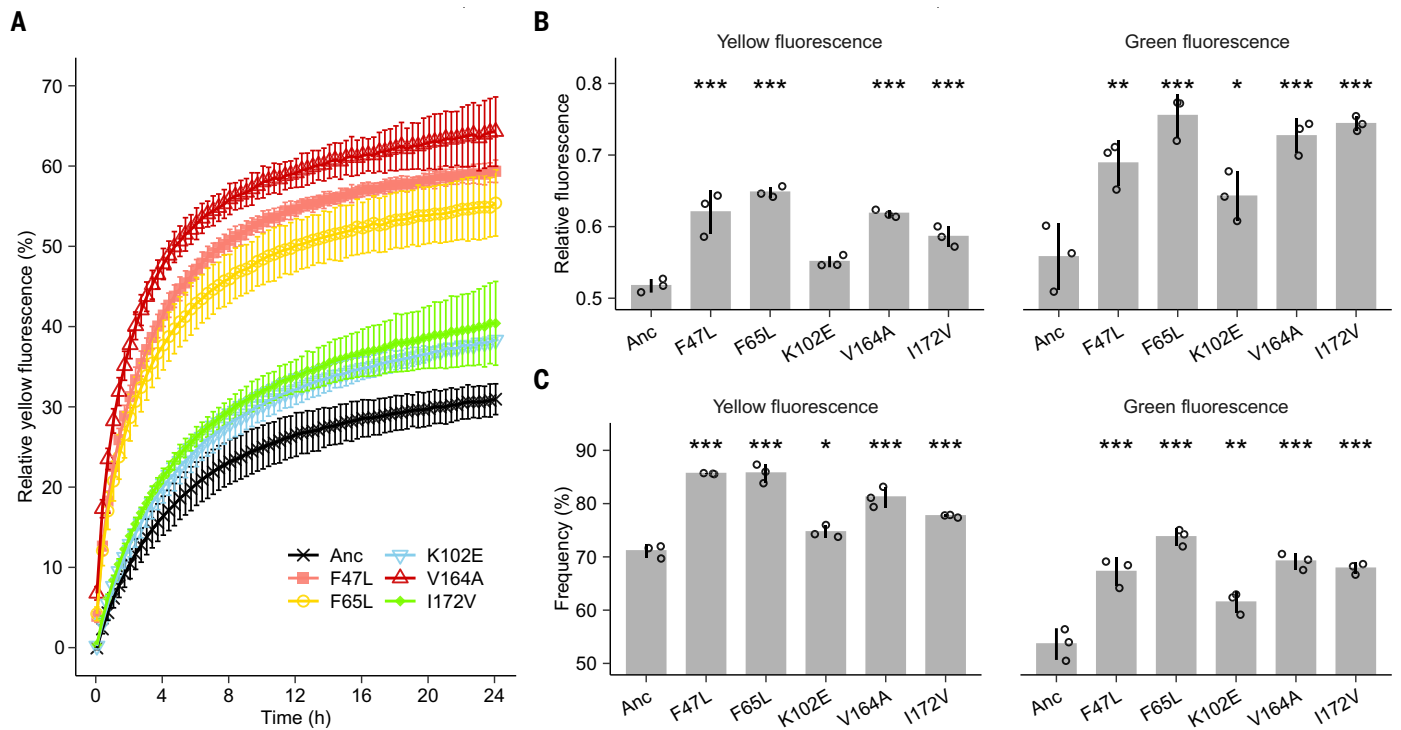 A
Relative yellow fluorescence (%)
70
60
50
40
30
20
10
0
0 4 8 12 16 20 24
Time (h)
Anc
F47L
F65L
K102E
V164A
I172V
B
Yellow fluorescence
Green fluorescence
Relative fluorescence
0.8
0.7
0.6
0.5
*** *** *** ***
** *** * *** ***
Anc F47L F65L K102E V164A I172V
Anc F47L F65L K102E V164A I172V
C
Yellow fluorescence
Green fluorescence
Frequency (%)
90
80
70
60
50
*** *** * *** ***
*** *** ** *** ***
Anc F47L F65L K102E V164A I172V
Anc F47L F65L K102E V164A I172V